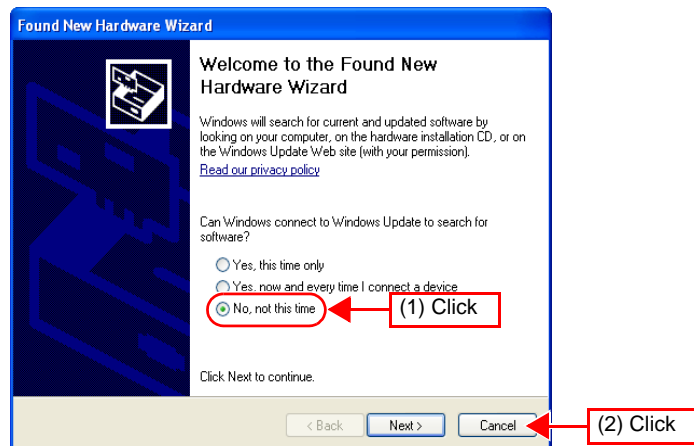 Found New Hardware Wizard
Welcome to the Found New
Hardware Wizard
Windows will search for current and updated software by
looking on your computer, on the hardware installation CD, or on
the Windows Update Web site (with your permission).
Read our privacy policy
Can Windows connect to Windows Update to search for
software?
Yes, this time only
Yes, now and every time I connect a device
No, not this time
(1) Click
Click Next to continue.
< Back
Next >
Cancel
(2) Click